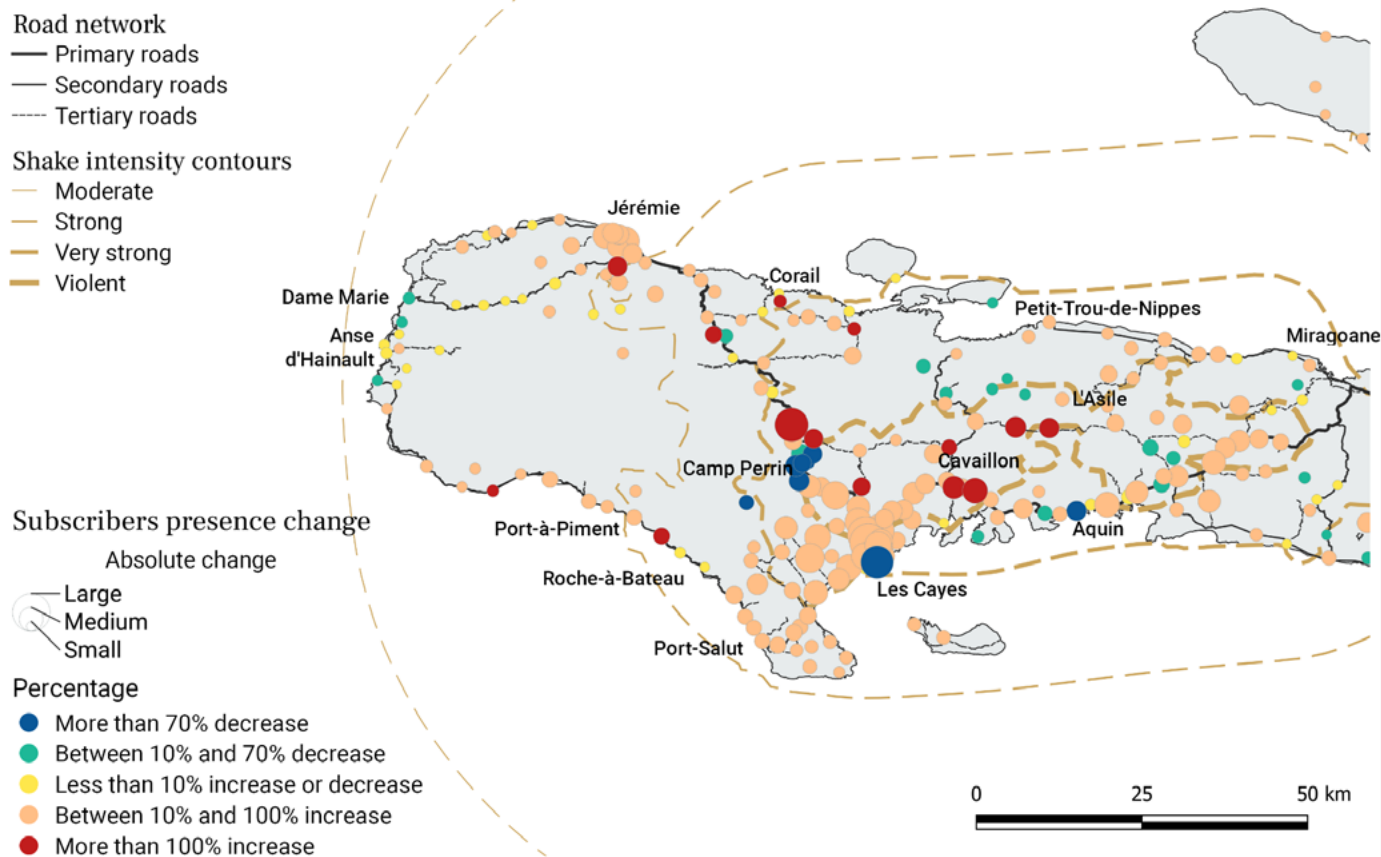 Road network
Primary roads
Secondary roads
Tertiary roads
Shake intensity contours
Moderate
Strong
Very strong
Violent
Jérémie
Corail
Dame Marie
Petit-Trou-de-Nippes
Anse
d'Hainault
Miragoane
L'Asile
Camp Perrin
Cavaillon
Port-à-Piment
Aquin
Roche-à-Bateau
Les Cayes
Port-Salut
Subscribers presence change
Absolute change
Large
Medium
Small
Percentage
More than 70% decrease
Between 10% and 70% decrease
Less than 10% increase or decrease
Between 10% and 100% increase
More than 100% increase
0 25 50 km